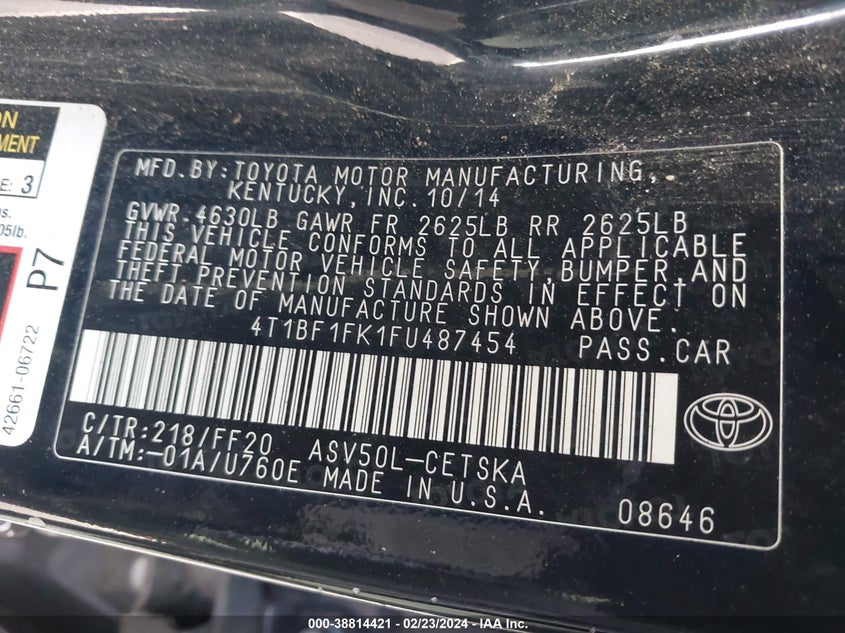 MFD.BY:TOYOTA MOTOR MANUFACTURING,
KENTUCKY,INC. 10/14
GVWR-4630LB GAWR FR 2625LB RR 2625LB
THIS VEHICLE CONFORMS TO ALL APPLICABLE
FEDERAL MOTOR VEHICLE SAFETY,BUMPER,AND
THEFT PREVENTION STANDARDS IN EFFECT ON
THE DATE OF MANUFACTURE SHOWN ABOVE.
4T1BF1FK1FU487454 PASS.CAR
C/TR:218/FF20 ASV50L-CETSKA
A/TM:-01A/U760E MADE IN U.S.A.
08646
ON
MENT
E: 3
s.
05lb.
P7
42661-06722
000-38814421 - 02/23/2024 - IAA Inc.